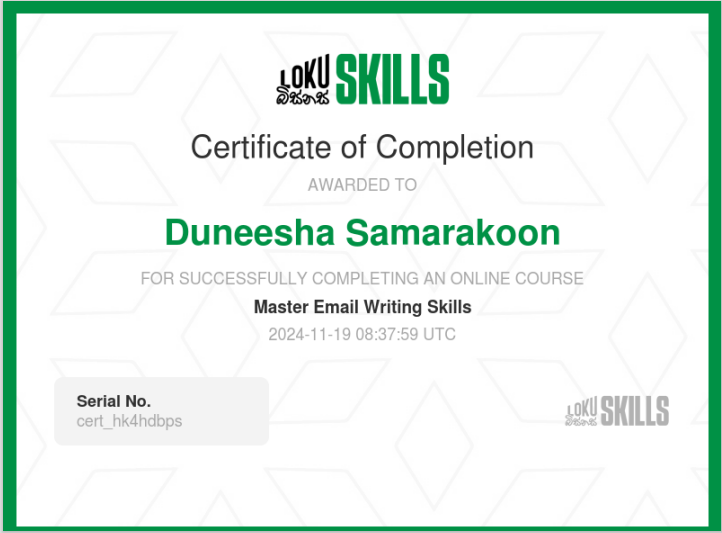 LOKU SKILLS
බිස්නස්
Certificate of Completion
AWARDED TO
Duneesha Samarakoon
FOR SUCCESSFULLY COMPLETING AN ONLINE COURSE
Master Email Writing Skills
2024-11-19 08:37:59 UTC
Serial No.
cert_hk4hdbps
LOKU SKILLS
බිස්නස්